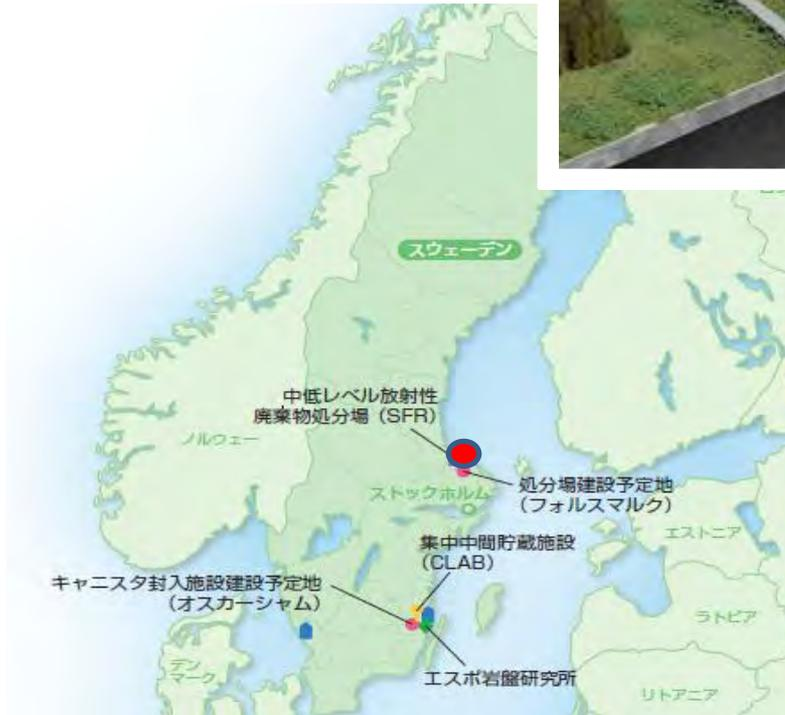 スウェーデン
中低レベル放射性
廃棄物処分場（SFR）
ノルウェー
処分場建設予定地
（フォルスマルク）
ストックホルム
エストニア
集中中間貯蔵施設
（CLAB）
キャニスタ封入施設建設予定地
（オスカーシャム）
ラトビア
デン
マーク
エスポ岩盤研究所
リトアニア